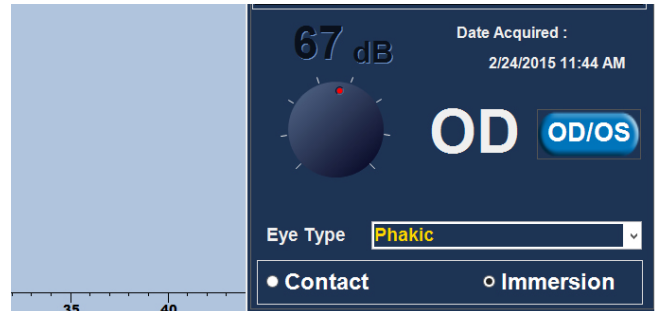 67 dB
Date Acquired :
2/24/2015 11:44 AM
OD
OD/OS
Eye Type
Phakic
Contact
Immersion
35 40